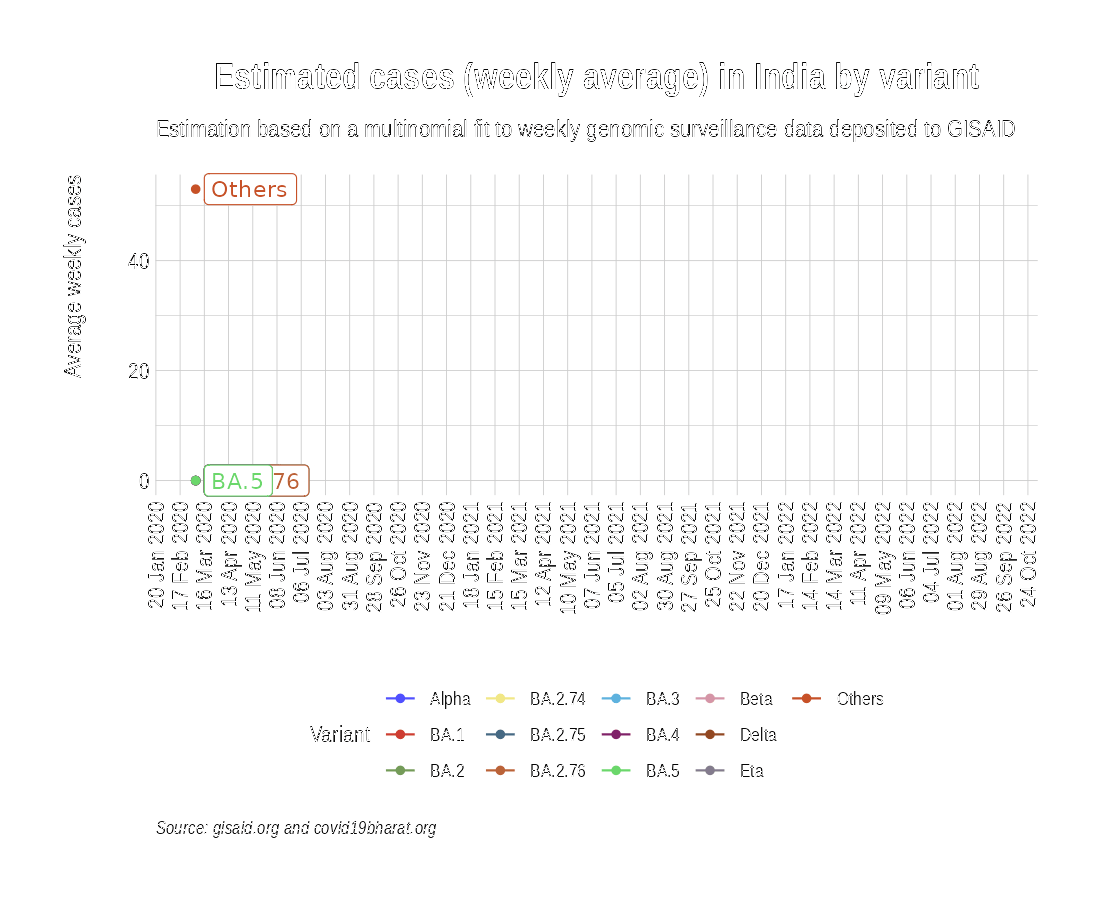 Estimated cases (weekly average) in India by variant
Estimation based on a multinomial fit to weekly genomic surveillance data deposited to GISAID
Average weekly cases
Others
40
20
0
BA.5
76
20 Jan 2020
17 Feb 2020
16 Mar 2020
13 Apr 2020
11 May 2020
08 Jun 2020
06 Jul 2020
03 Aug 2020
31 Aug 2020
28 Sep 2020
26 Oct 2020
23 Nov 2020
21 Dec 2020
18 Jan 2021
15 Feb 2021
15 Mar 2021
12 Apr 2021
10 May 2021
07 Jun 2021
05 Jul 2021
02 Aug 2021
30 Aug 2021
27 Sep 2021
25 Oct 2021
22 Nov 2021
20 Dec 2021
17 Jan 2022
14 Feb 2022
14 Mar 2022
11 Apr 2022
09 May 2022
06 Jun 2022
04 Jul 2022
01 Aug 2022
29 Aug 2022
26 Sep 2022
24 Oct 2022
Alpha BA.2.74 BA.3 Beta Others
Variant BA.1 BA.2.75 BA.4 Delta
BA.2 BA.2.76 BA.5 Eta
Source: gisaid.org and covid19bharat.org